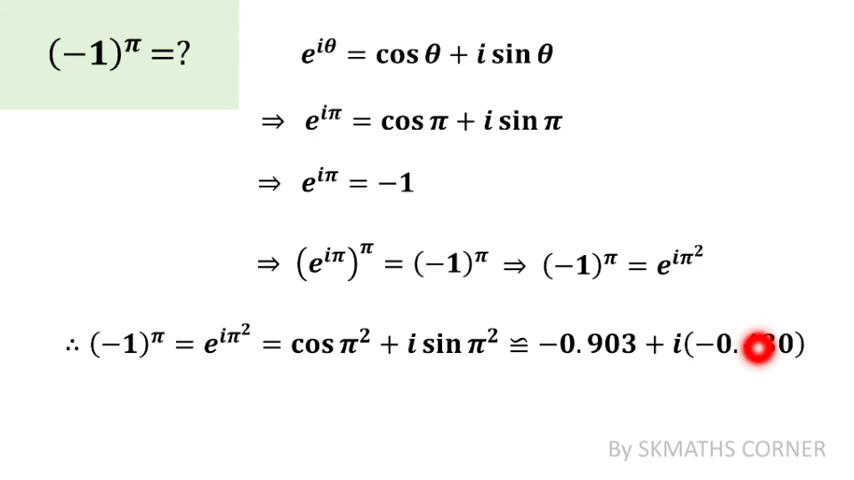 (−1)^π =?
e^{iθ} = cos θ + i sin θ
⇒ e^{iπ} = cos π + i sin π
⇒ e^{iπ} = −1
⇒ (e^{iπ})^π = (−1)^π ⇒ (−1)^π = e^{iπ²}
∴ (−1)^π = e^{iπ²} = cos π² + i sin π² ≌ −0.903 + i(
By SKMATHS CORNER